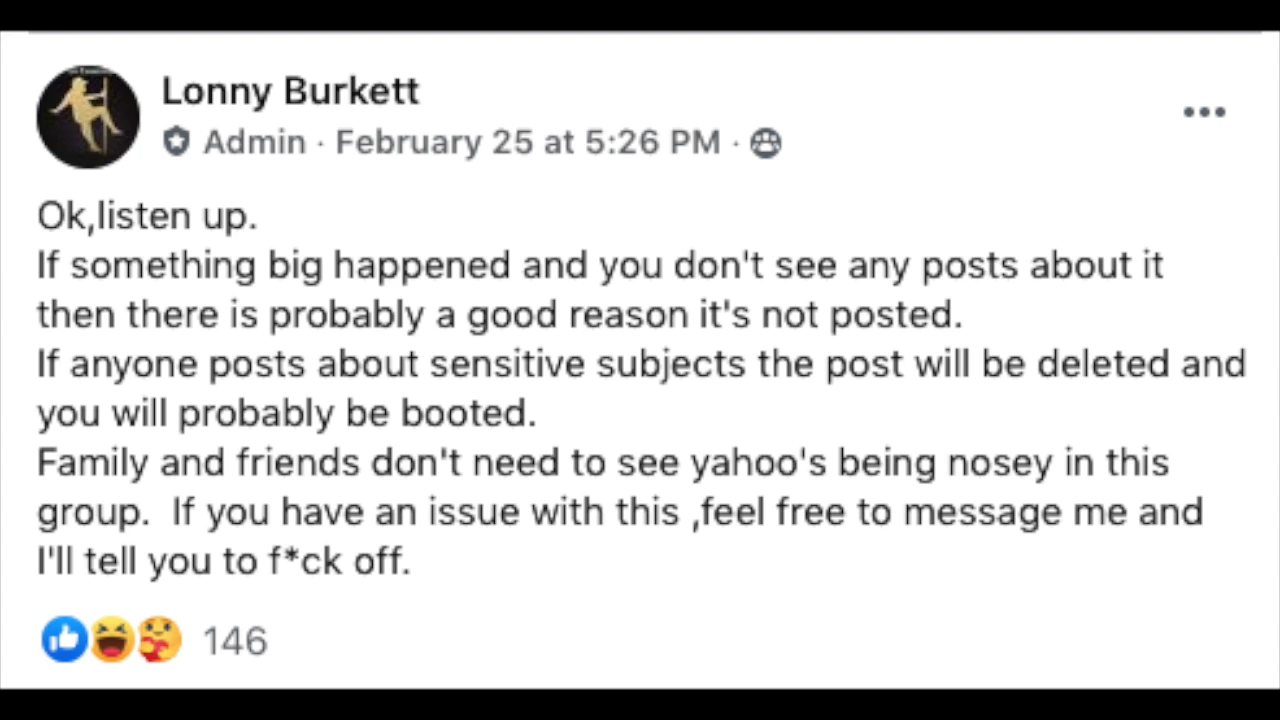 Lonny Burkett
Admin · February 25 at 5:26 PM ·
Ok,listen up.
If something big happened and you don't see any posts about it
then there is probably a good reason it's not posted.
If anyone posts about sensitive subjects the post will be deleted and
you will probably be booted.
Family and friends don't need to see yahoo's being nosey in this
group.  If you have an issue with this ,feel free to message me and
I'll tell you to f*ck off.
146